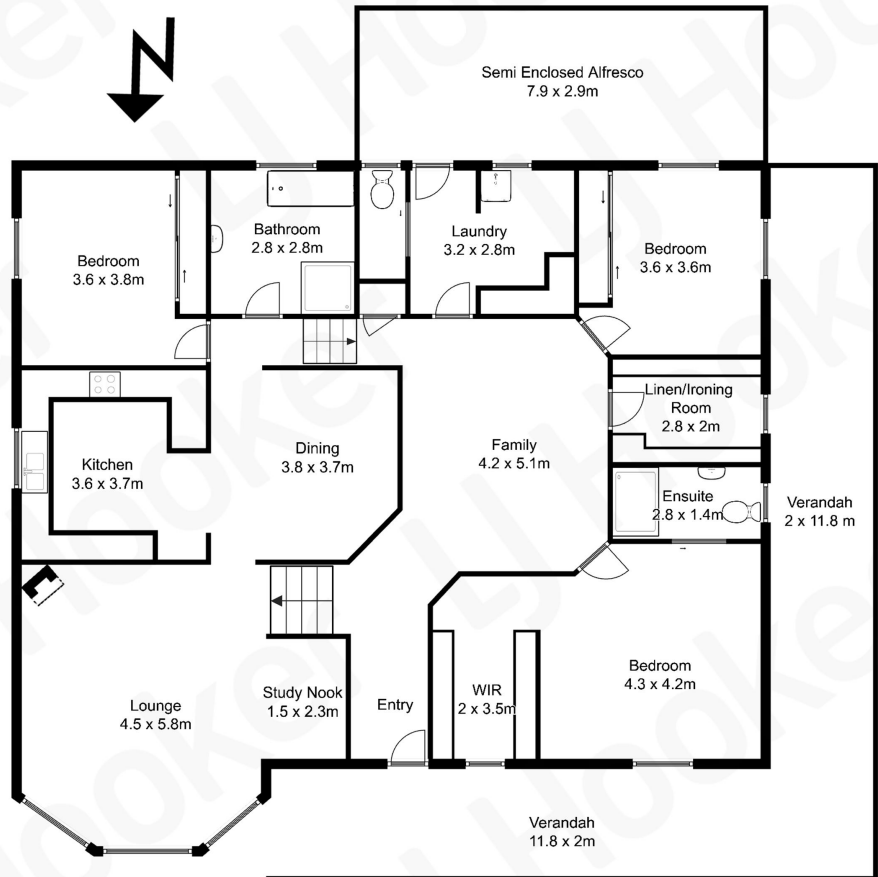 Semi Enclosed Alfresco
7.9 x 2.9m
Bedroom
3.6 x 3.8m
Bathroom
2.8 x 2.8m
Laundry
3.2 x 2.8m
Bedroom
3.6 x 3.6m
Linen/Ironing
Room
2.8 x 2m
Kitchen
3.6 x 3.7m
Dining
3.8 x 3.7m
Family
4.2 x 5.1m
Ensuite
2.8 x 1.4m
Verandah
2 x 11.8 m
Lounge
4.5 x 5.8m
Study Nook
1.5 x 2.3m
Entry
WIR
2 x 3.5m
Bedroom
4.3 x 4.2m
Verandah
11.8 x 2m
LJ Hooker